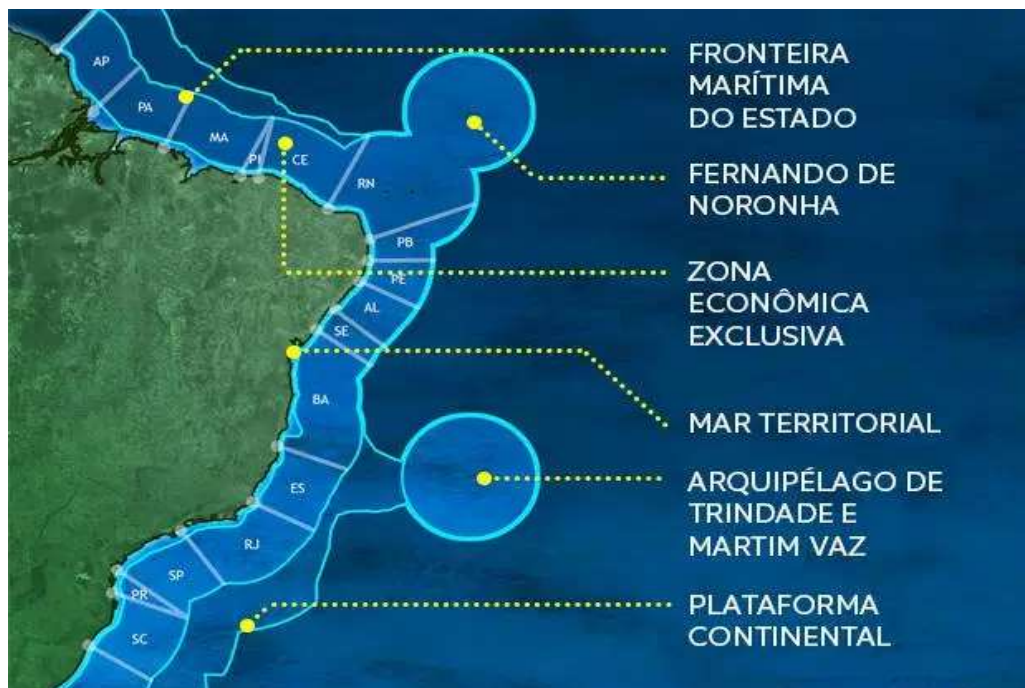 AP
PA
MA
PI
CE
RN
PB
PE
AL
SE
BA
ES
RJ
SP
PR
SC
FRONTEIRA
MARÍTIMA
DO ESTADO
FERNANDO DE
NORONHA
ZONA
ECONÔMICA
EXCLUSIVA
MAR TERRITORIAL
ARQUIPÉLAGO DE
TRINDADE E
MARTIM VAZ
PLATAFORMA
CONTINENTAL